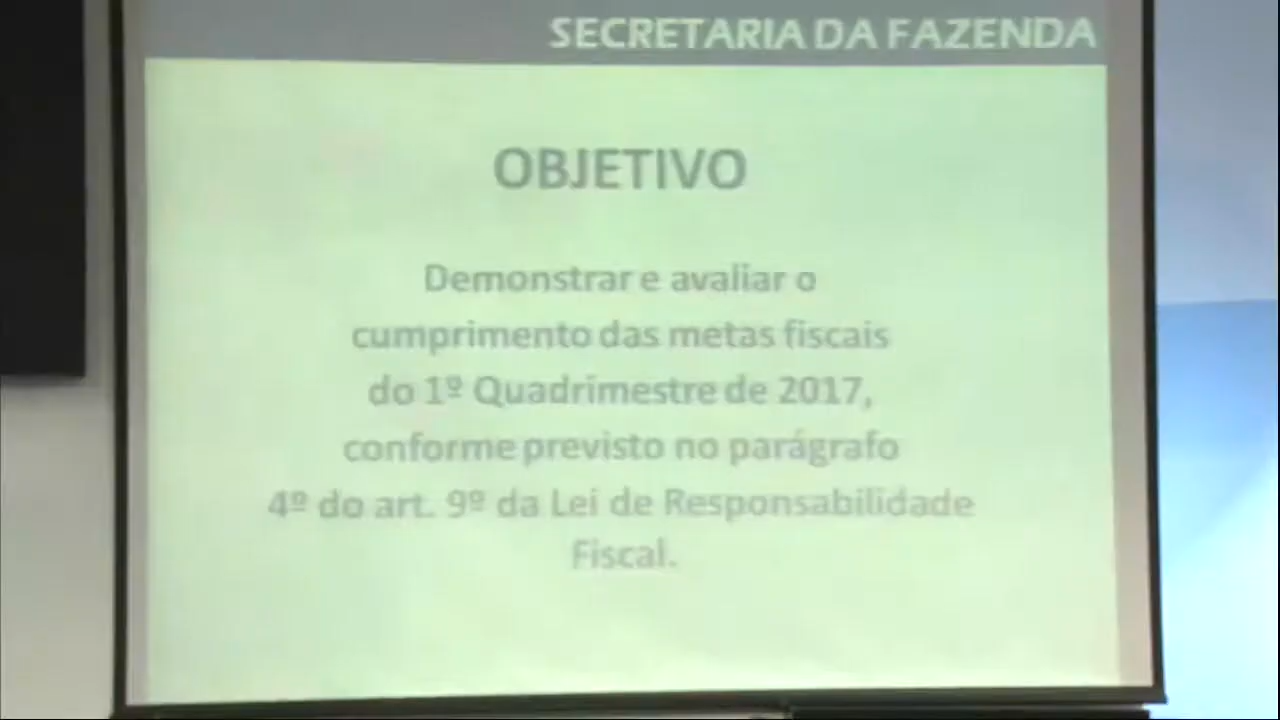 SECRETARIA DA FAZENDA
OBJETIVO
Demonstrar e avaliar o
cumprimento das metas fiscais
do 1º Quadrimestre de 2017,
conforme previsto no parágrafo
4º do art. 9º da Lei de Responsabilidade
Fiscal.